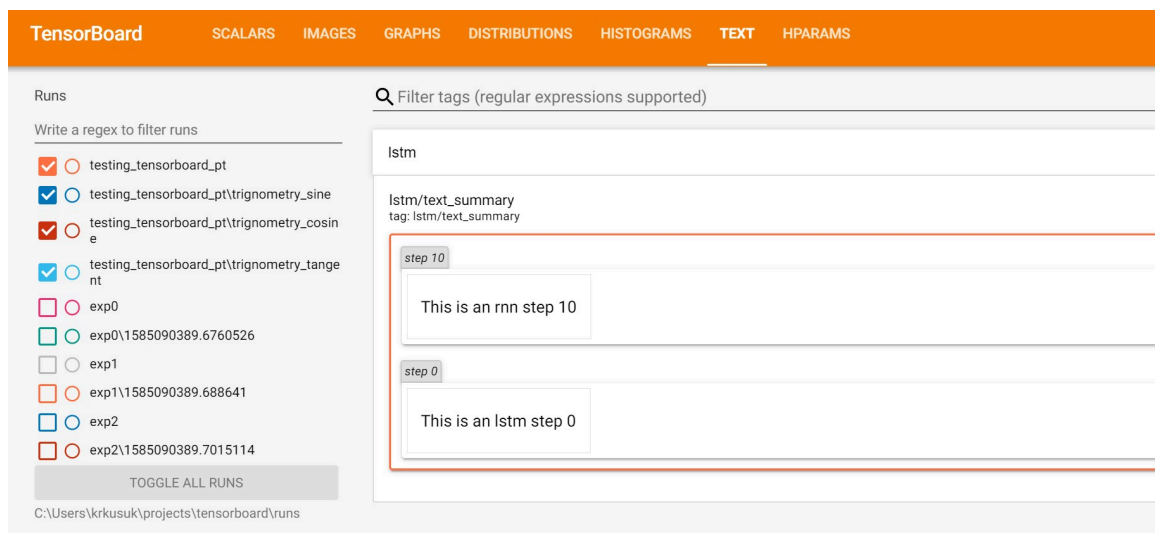 TensorBoard SCALARS IMAGES GRAPHS DISTRIBUTIONS HISTOGRAMS TEXT HPARAMS
Runs
Write a regex to filter runs
testing_tensorboard_pt
testing_tensorboard_pt\trignometry_sine
testing_tensorboard_pt\trignometry_cosin
e
testing_tensorboard_pt\trignometry_tange
nt
exp0
exp0\1585090389.6760526
exp1
exp1\1585090389.688641
exp2
exp2\1585090389.7015114
TOGGLE ALL RUNS
C:\Users\krkusuk\projects\tensorboard\runs
Filter tags (regular expressions supported)
lstm
lstm/text_summary
tag: lstm/text_summary
step 10
This is an rnn step 10
step 0
This is an lstm step 0